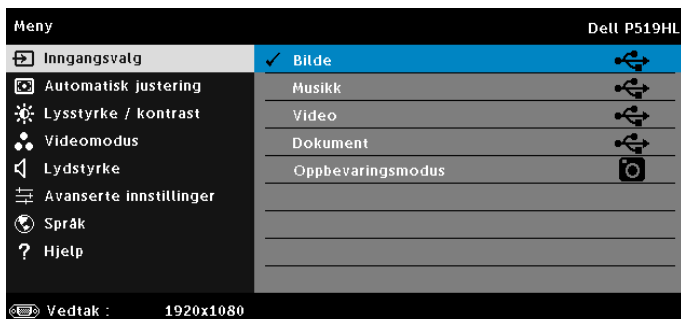 Meny Dell P519HL
Inngangsvalg
Automatisk justering
Lysstyrke / kontrast
Videomodus
Lydstyrke
Avanserte innstillinger
Språk
? Hjelp
✓ Bilde
Musikk
Video
Dokument
Oppbevaringsmodus
Vedtak : 1920x1080